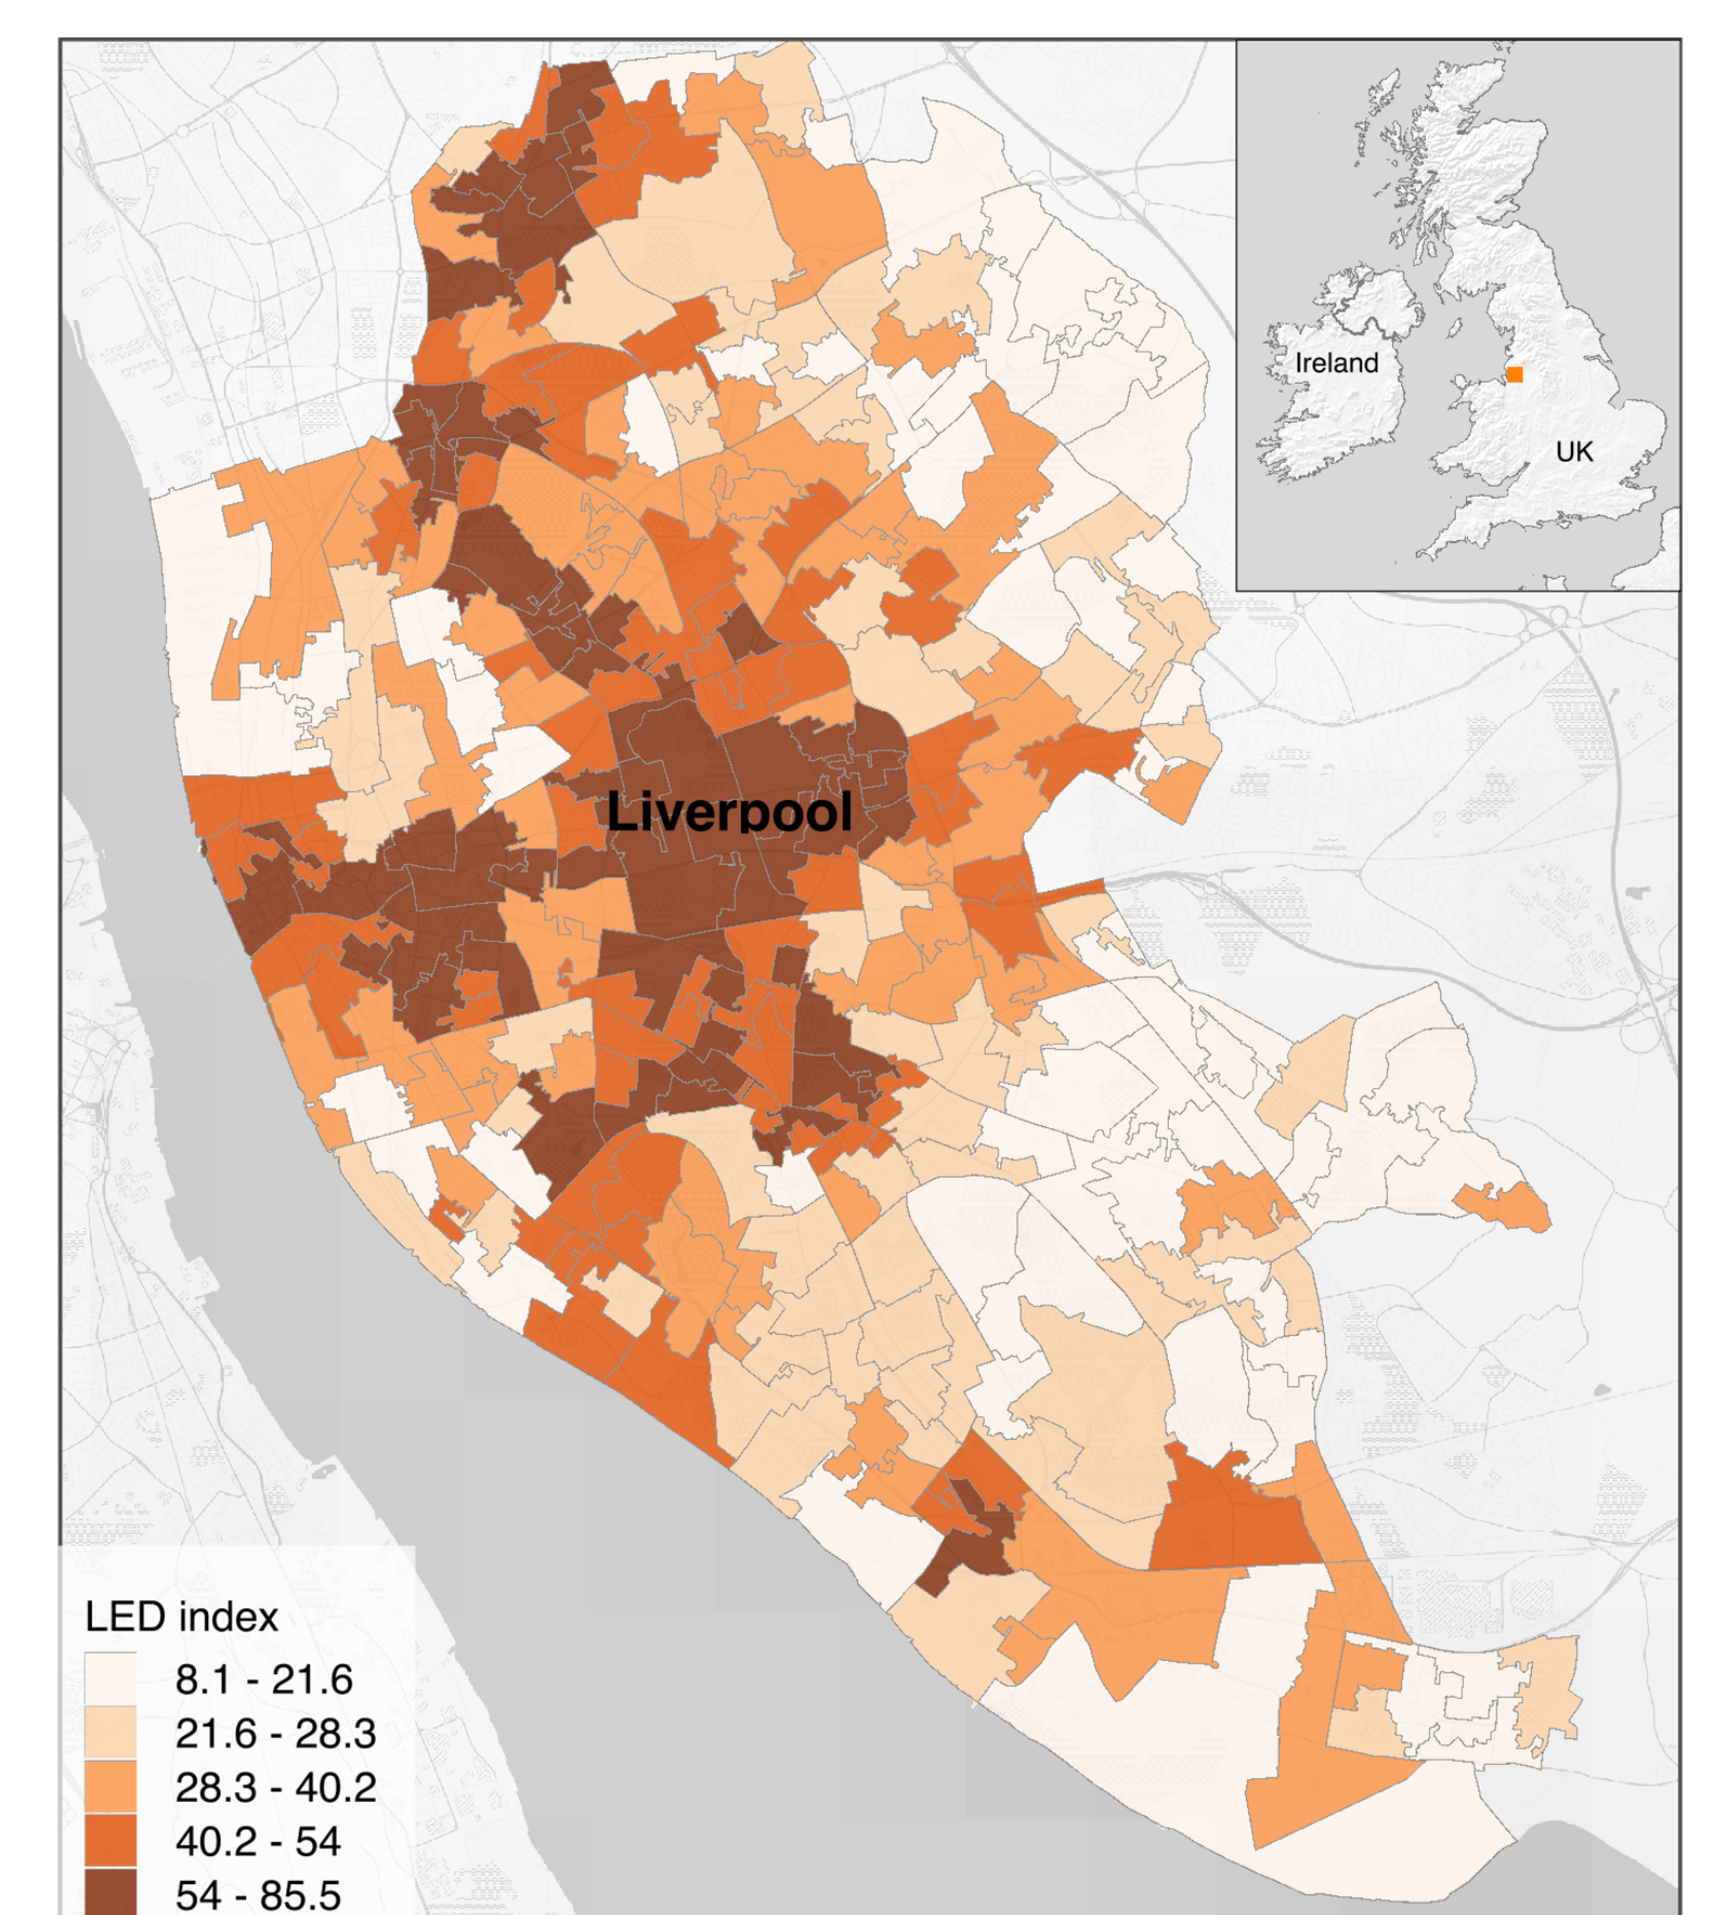 Ireland
UK
Liverpool
LED index
8.1 - 21.6
21.6 - 28.3
28.3 - 40.2
40.2 - 54
54 - 85.5